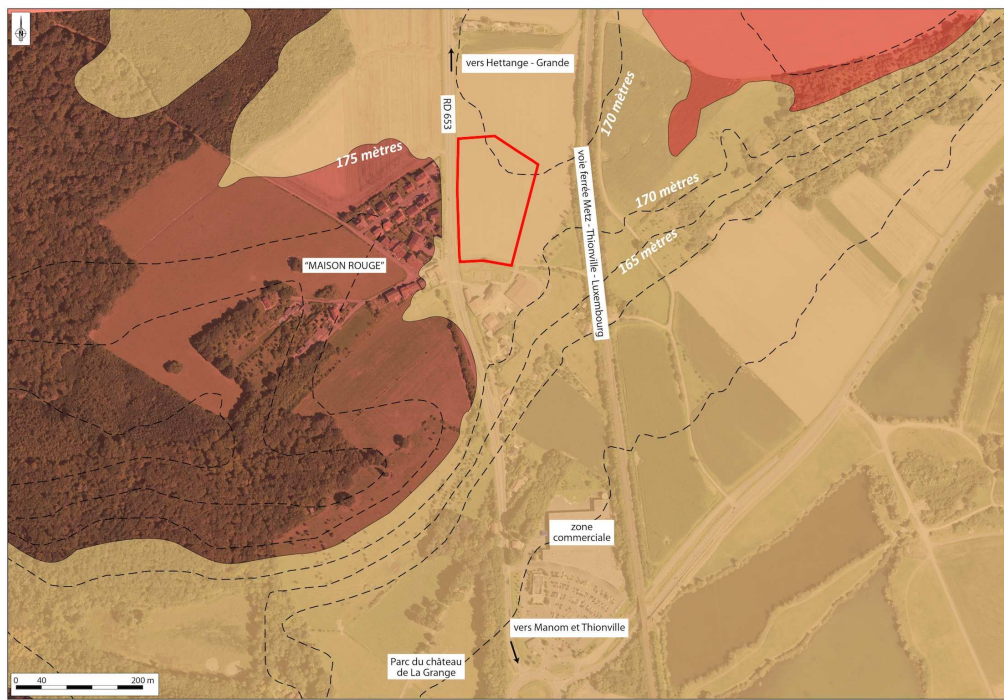 N
vers Hettange - Grande
RD 653
170 mètres
175 mètres
170 mètres
165 mètres
voie ferrée Metz - Thionville - Luxembourg
"MAISON ROUGE"
zone
commerciale
vers Manom et Thionville
Parc du château
de La Grange
0 40 200 m